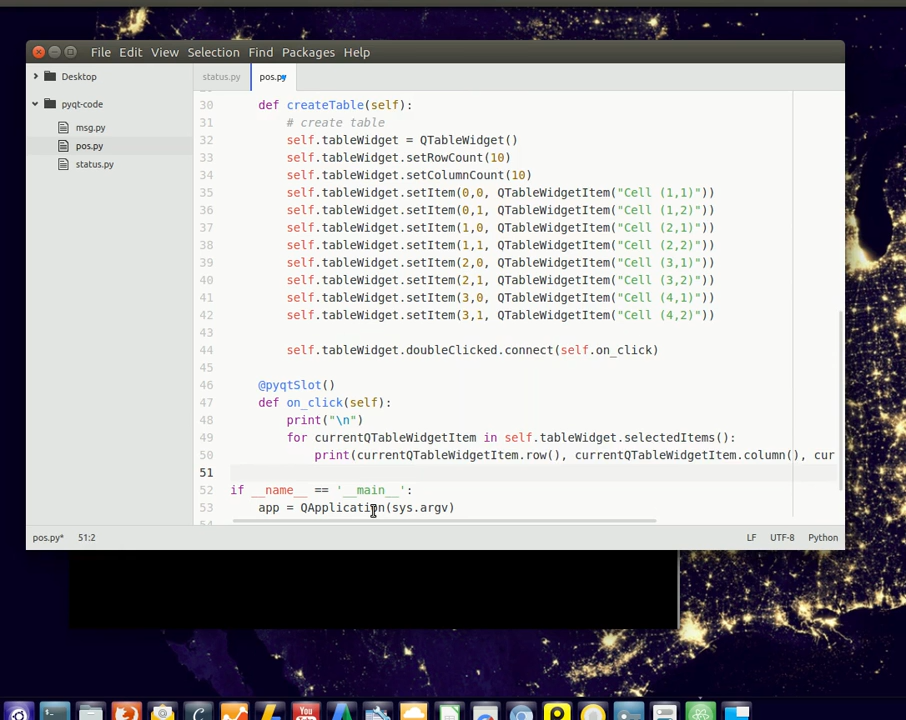 File Edit View Selection Find Packages Help
Desktop
pyqt-code
msg.py
pos.py
status.py
status.py pos.py
30 def createTable(self):
31 # create table
32 self.tableWidget = QTableWidget()
33 self.tableWidget.setRowCount(10)
34 self.tableWidget.setColumnCount(10)
35 self.tableWidget.setItem(0,0, QTableWidgetItem("Cell (1,1)"))
36 self.tableWidget.setItem(0,1, QTableWidgetItem("Cell (1,2)"))
37 self.tableWidget.setItem(1,0, QTableWidgetItem("Cell (2,1)"))
38 self.tableWidget.setItem(1,1, QTableWidgetItem("Cell (2,2)"))
39 self.tableWidget.setItem(2,0, QTableWidgetItem("Cell (3,1)"))
40 self.tableWidget.setItem(2,1, QTableWidgetItem("Cell (3,2)"))
41 self.tableWidget.setItem(3,0, QTableWidgetItem("Cell (4,1)"))
42 self.tableWidget.setItem(3,1, QTableWidgetItem("Cell (4,2)"))
43
44 self.tableWidget.doubleClicked.connect(self.on_click)
45
46 @pyqtSlot()
47 def on_click(self):
48 print("\n")
49 for currentQTableWidgetItem in self.tableWidget.selectedItems():
50 print(currentQTableWidgetItem.row(), currentQTableWidgetItem.column(), cur
51
52 if __name__ == '__main__':
53 app = QApplication(sys.argv)
pos.py* 51:2 LF UTF-8 Python